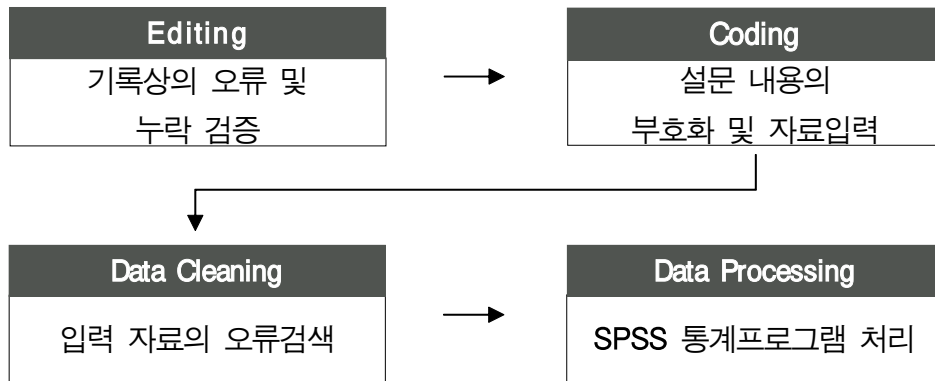 Editing
기록상의 오류 및
누락 검증
Coding
설문 내용의
부호화 및 자료입력
Data Cleaning
입력 자료의 오류검색
Data Processing
SPSS 통계프로그램 처리